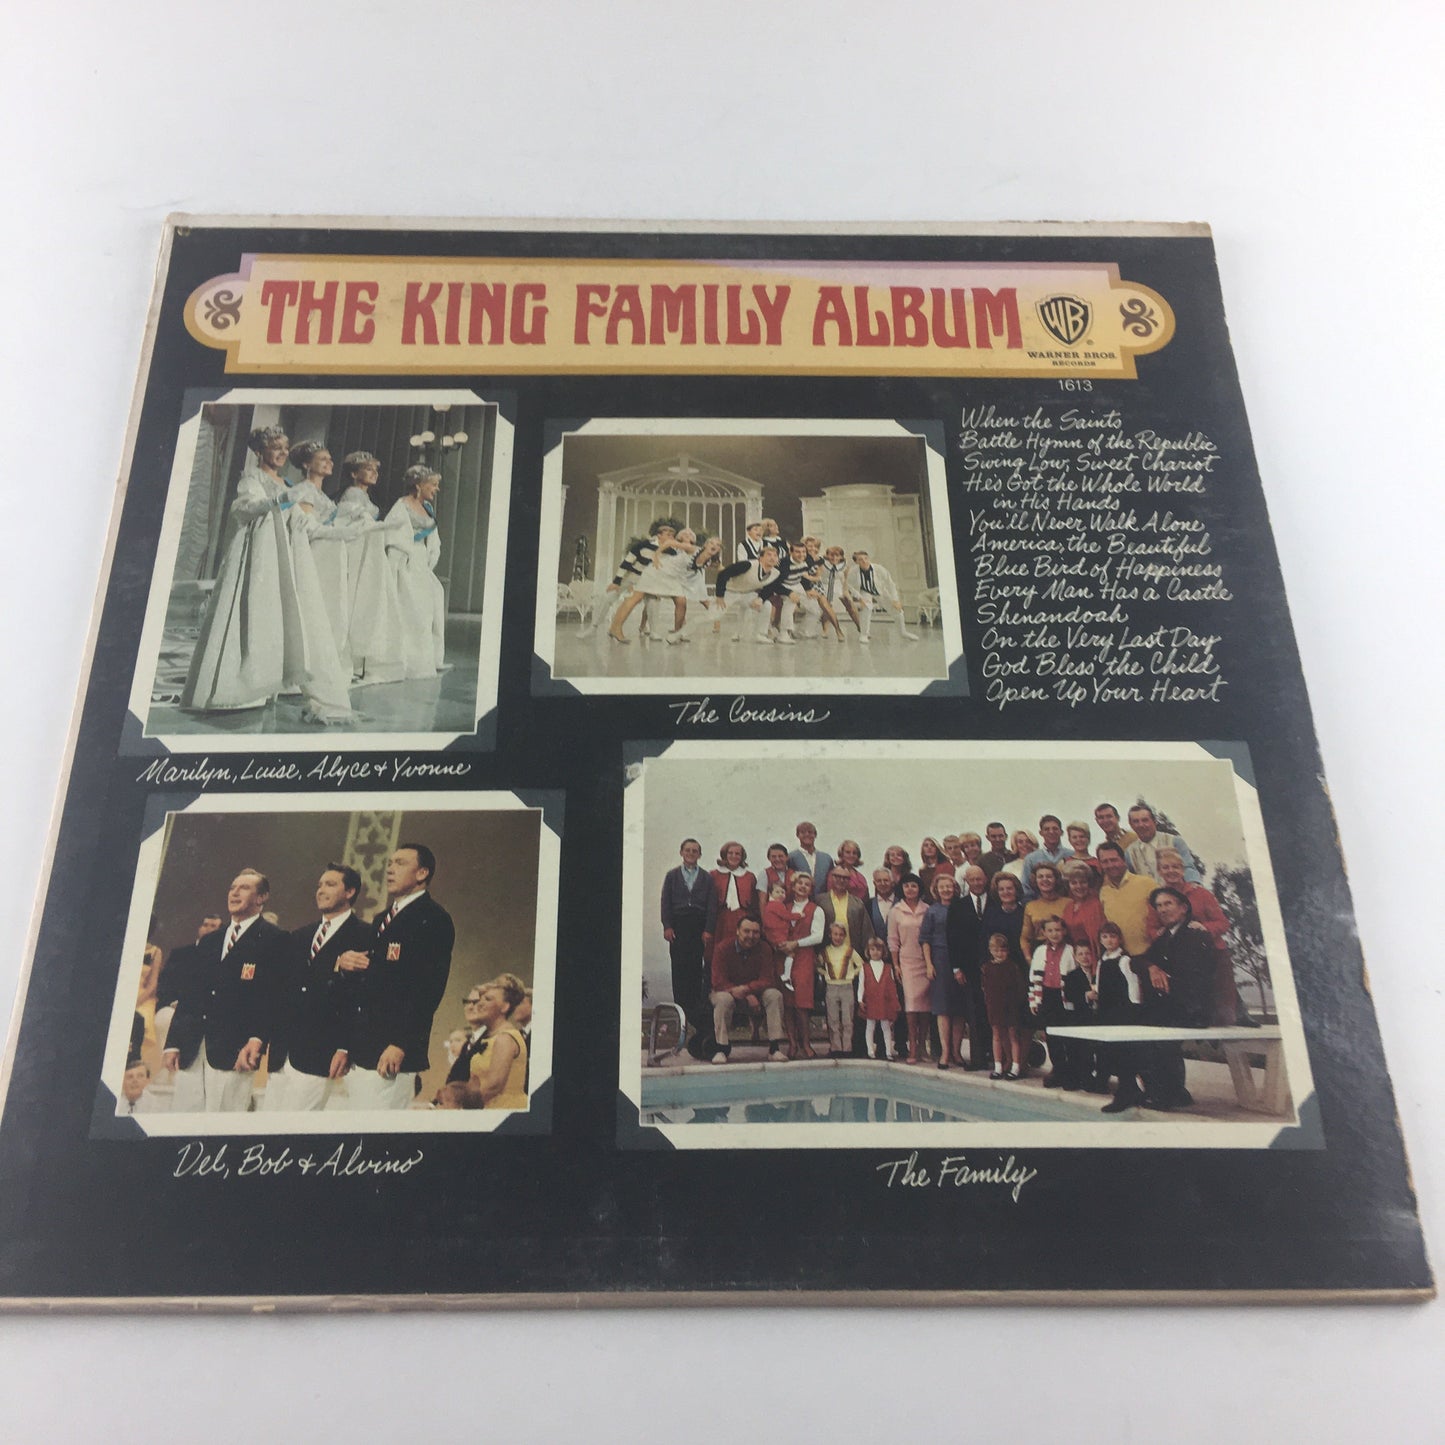 THE KING FAMILY ALBUM
WB
®
WARNER BROS.
RECORDS
1613
When the Saints
Battle Hymn of the Republic
Swing Low, Sweet Chariot
He's Got the Whole World
in His Hands
You'll Never Walk Alone
America, the Beautiful
Blue Bird of Happiness
Every Man Has a Castle
Shenandoah
On the Very Last Day
God Bless' the Child
Open Up Your Heart
The Cousins
Marilyn, Luise, Alyce + Yvonne
Del, Bob + Alvino
The Family